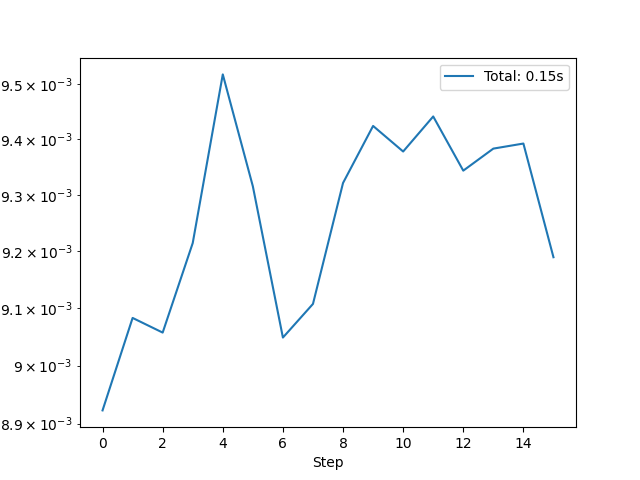 Total: 0.15s
9.5 × 10⁻³
9.4 × 10⁻³
9.3 × 10⁻³
9.2 × 10⁻³
9.1 × 10⁻³
9 × 10⁻³
8.9 × 10⁻³
0 2 4 6 8 10 12 14
Step